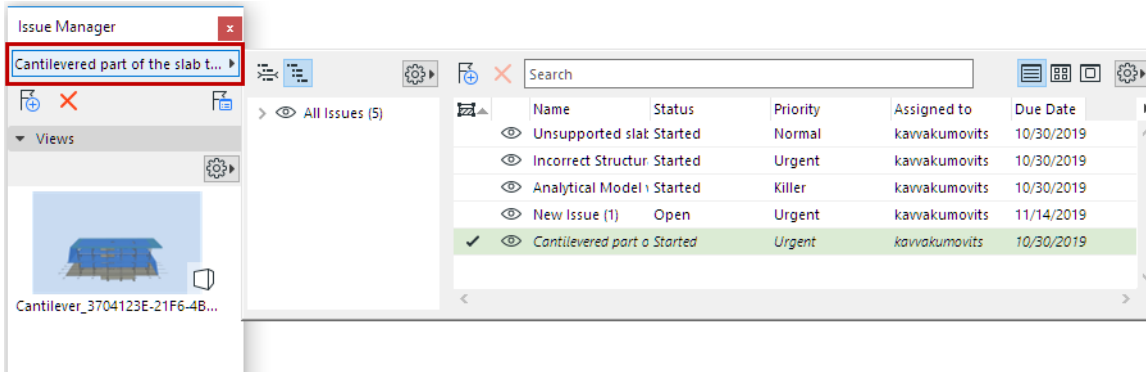 Issue Manager
x
Cantilevered part of the slab t...
Views
Cantilever_3704123E-21F6-4B...
All Issues (5)
Search
Name Status Priority Assigned to Due Date
Unsupported slab Started Normal kavvakumovits 10/30/2019
Incorrect Structur Started Urgent kavvakumovits 10/30/2019
Analytical Model Started Killer kavvakumovits 10/30/2019
New Issue (1) Open Urgent kavvakumovits 11/14/2019
Cantilevered part o Started Urgent kavvakumovits 10/30/2019